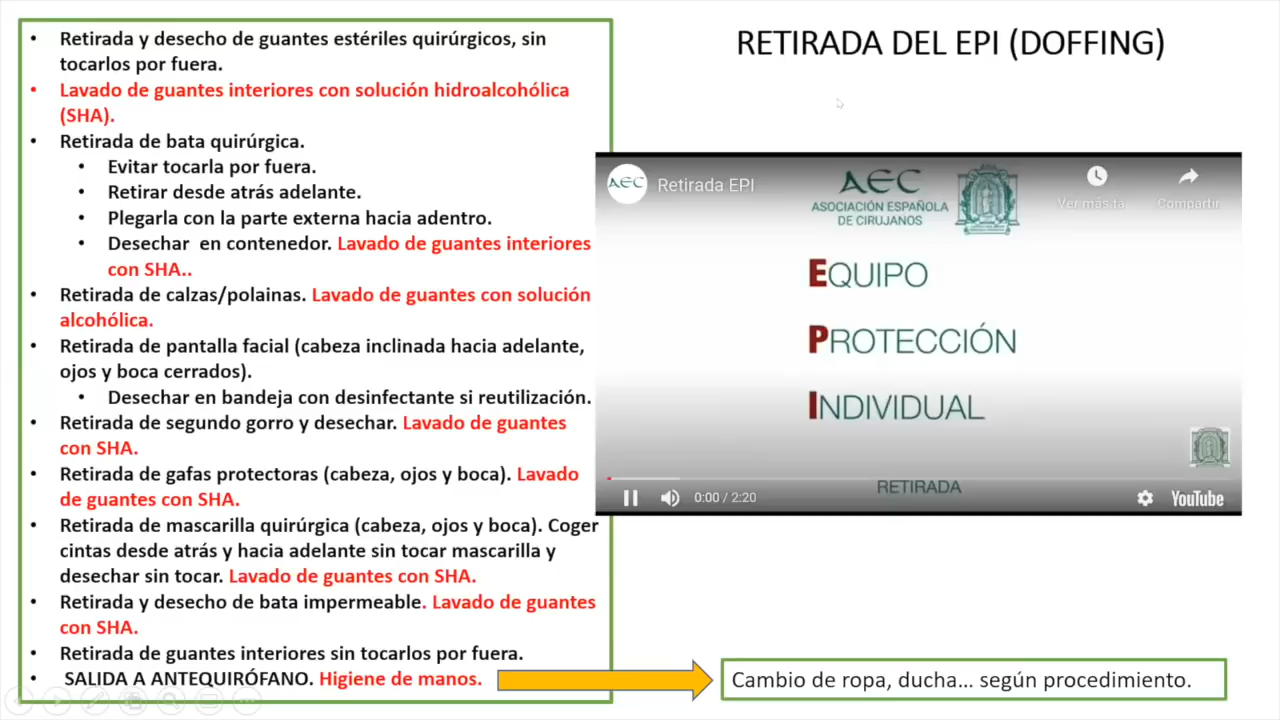 RETIRADA DEL EPI (DOFFING)
• Retirada y desecho de guantes estériles quirúrgicos, sin
tocarlos por fuera.
• Lavado de guantes interiores con solución hidroalcohólica
(SHA).
• Retirada de bata quirúrgica.
• Evitar tocarla por fuera.
• Retirar desde atrás adelante.
• Plegarla con la parte externa hacia adentro.
• Desechar en contenedor. Lavado de guantes interiores
con SHA..
• Retirada de calzas/polainas. Lavado de guantes con solución
alcohólica.
• Retirada de pantalla facial (cabeza inclinada hacia adelante,
ojos y boca cerrados).
• Desechar en bandeja con desinfectante si reutilización.
• Retirada de segundo gorro y desechar. Lavado de guantes
con SHA.
• Retirada de gafas protectoras (cabeza, ojos y boca). Lavado
de guantes con SHA.
• Retirada de mascarilla quirúrgica (cabeza, ojos y boca). Coger
cintas desde atrás y hacia adelante sin tocar mascarilla y
desechar sin tocar. Lavado de guantes con SHA.
• Retirada y desecho de bata impermeable. Lavado de guantes
con SHA.
• Retirada de guantes interiores sin tocarlos por fuera.
• SALIDA A ANTEQUIRÓFANO. Higiene de manos.
Cambio de ropa, ducha... según procedimiento.
AEC
Retirada EPI
AEC
ASOCIACIÓN ESPAÑOLA
DE CIRUJANOS
Ver más ta
Compartir
EQUIPO
PROTECCIÓN
INDIVIDUAL
RETIRADA
0:00 / 2:20
YouTube